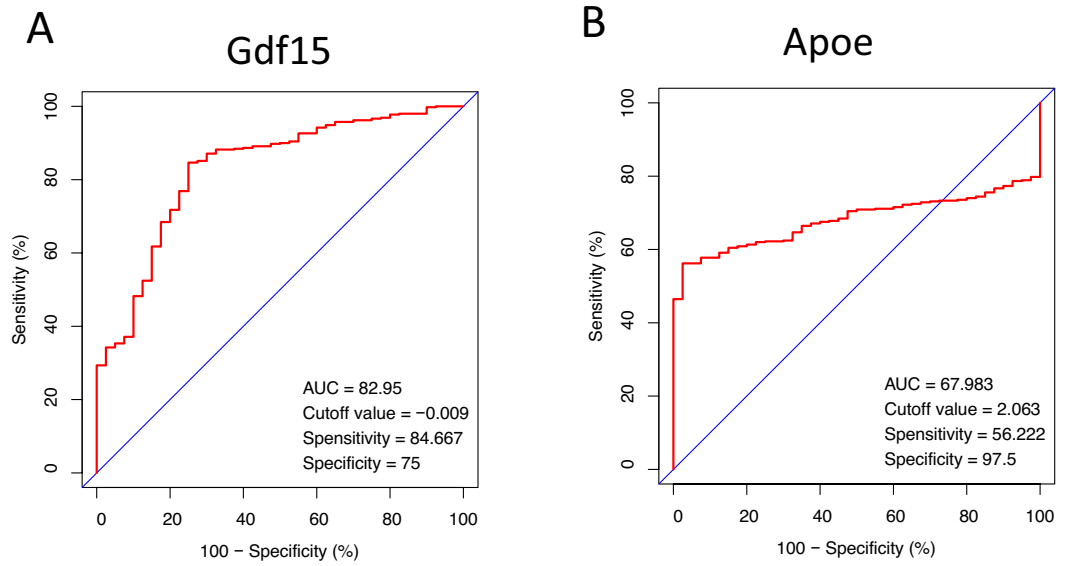 A
Gdf15
Sensitivity (%)
100
80
60
40
20
0
AUC = 82.95
Cutoff value = −0.009
Spensitivity = 84.667
Specificity = 75
0 20 40 60 80 100
100 − Specificity (%)
B
Apoe
Sensitivity (%)
100
80
60
40
20
0
AUC = 67.983
Cutoff value = 2.063
Spensitivity = 56.222
Specificity = 97.5
0 20 40 60 80 100
100 − Specificity (%)